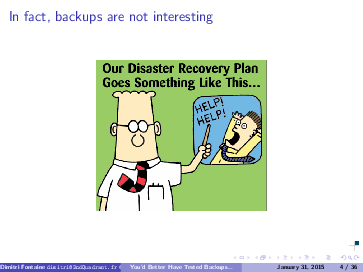 In fact, backups are not interesting
Our Disaster Recovery Plan
Goes Something Like This...
HELP!
HELP!
Dimitri Fontaine dimitri@2ndQuadrant.fr You'd Better Have Tested Backups... January 31, 2015 4 / 36